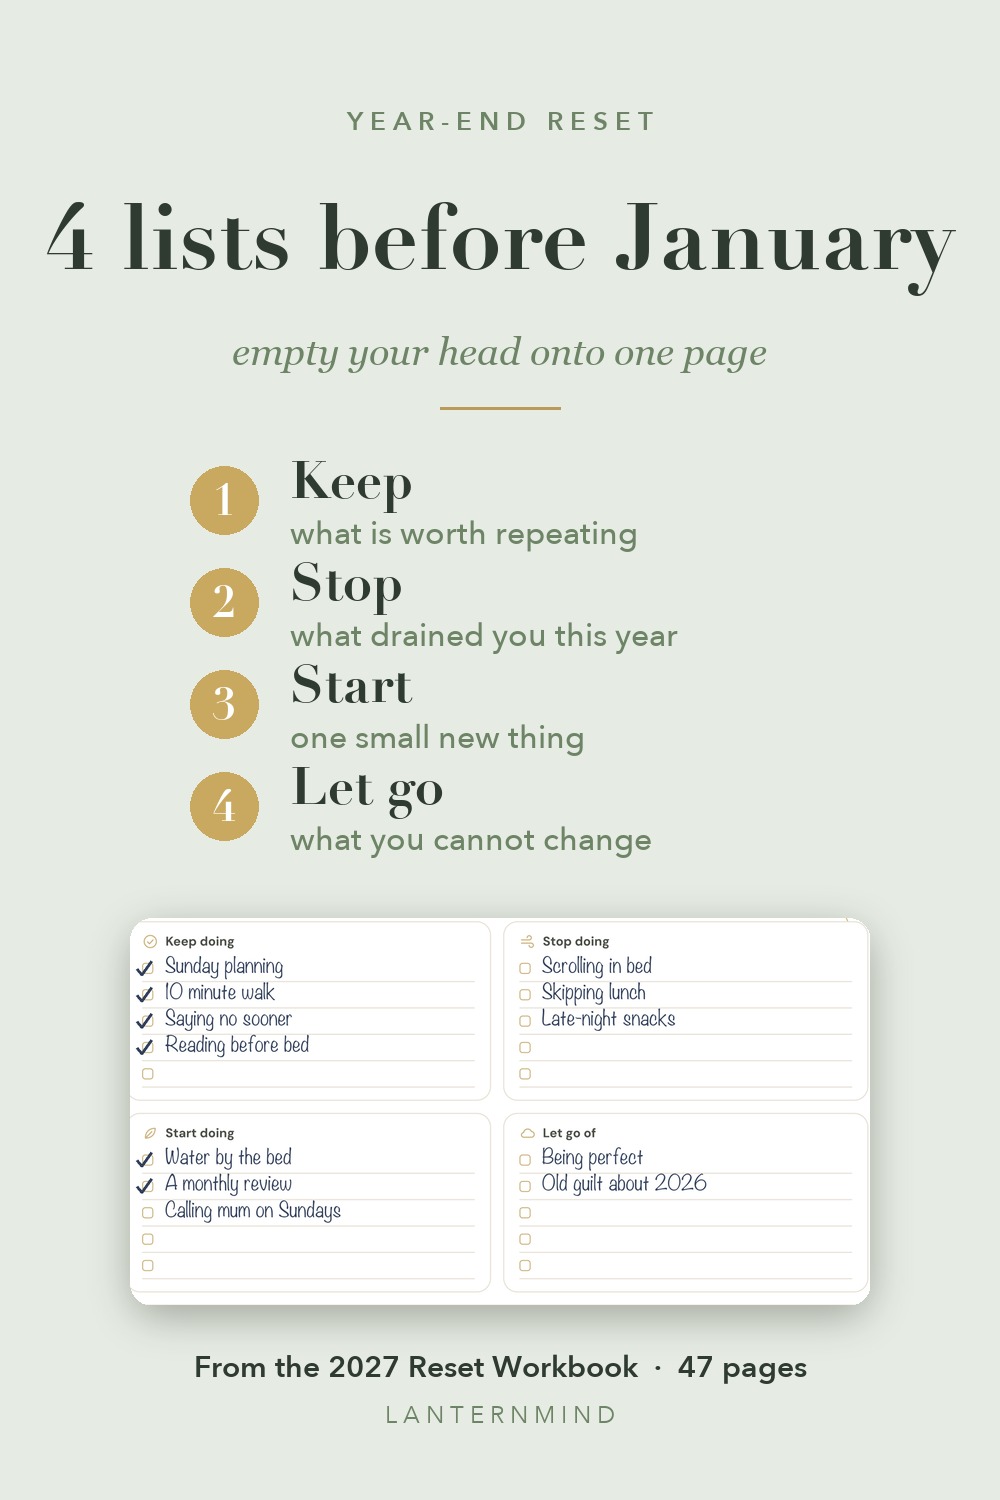 YEAR-END RESET
4 lists before January
empty your head onto one page
1 Keep
what is worth repeating
2 Stop
what drained you this year
3 Start
one small new thing
4 Let go
what you cannot change
Keep doing
Sunday planning
10 minute walk
Saying no sooner
Reading before bed
Stop doing
Scrolling in bed
Skipping lunch
Late-night snacks
Start doing
Water by the bed
A monthly review
Calling mum on Sundays
Let go of
Being perfect
Old guilt about 2026
From the 2027 Reset Workbook · 47 pages
LANTERNMIND